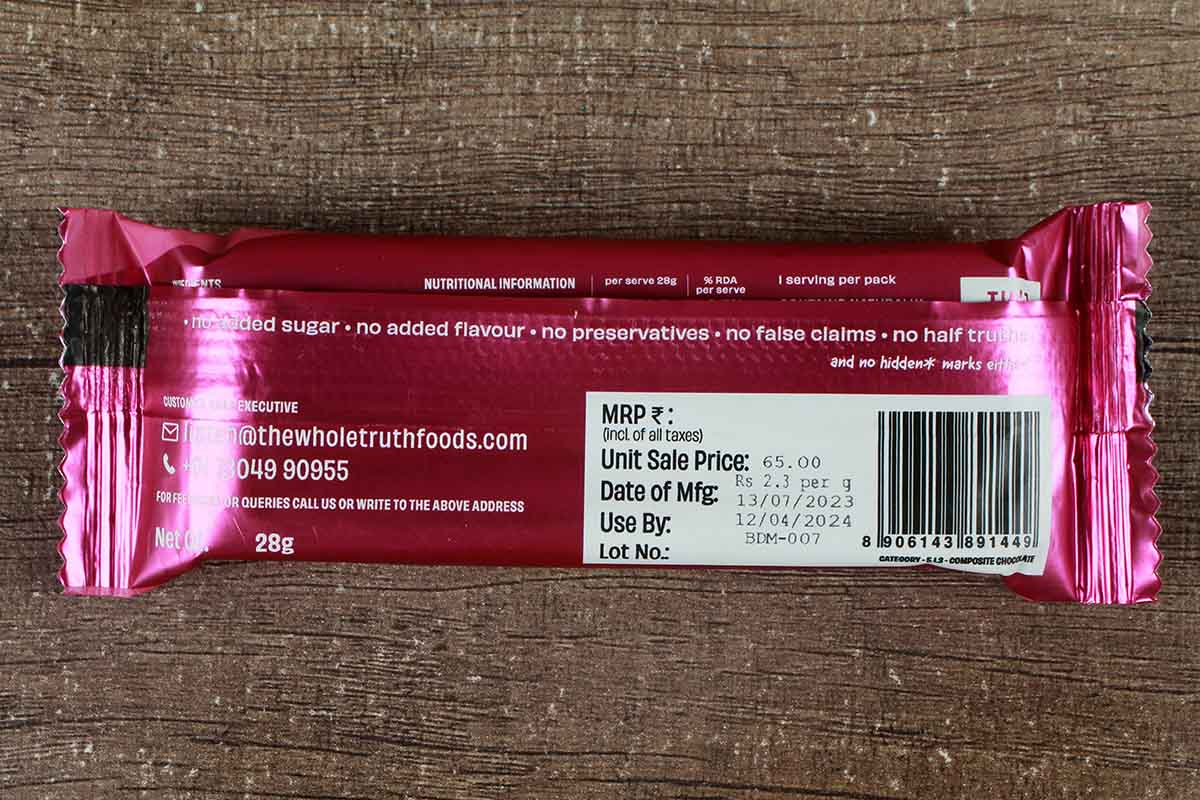 NUTRITIONAL INFORMATION per serve 28g % RDA per serve 1 serving per pack
• no added sugar • no added flavour • no preservatives • no false claims • no half truths
and no hidden* marks either
EXECUTIVE
@thewholetruthfoods.com
049 90955
OR QUERIES CALL US OR WRITE TO THE ABOVE ADDRESS
Net 28g
MRP ₹:
(incl. of all taxes)
Unit Sale Price: 65.00
Rs 2.3 per g
Date of Mfg: 13/07/2023
Use By: 12/04/2024
Lot No.: BDM-007
8 906143 891449
CATEGORY - 5.1.3 - COMPOSITE CHOCOLATE